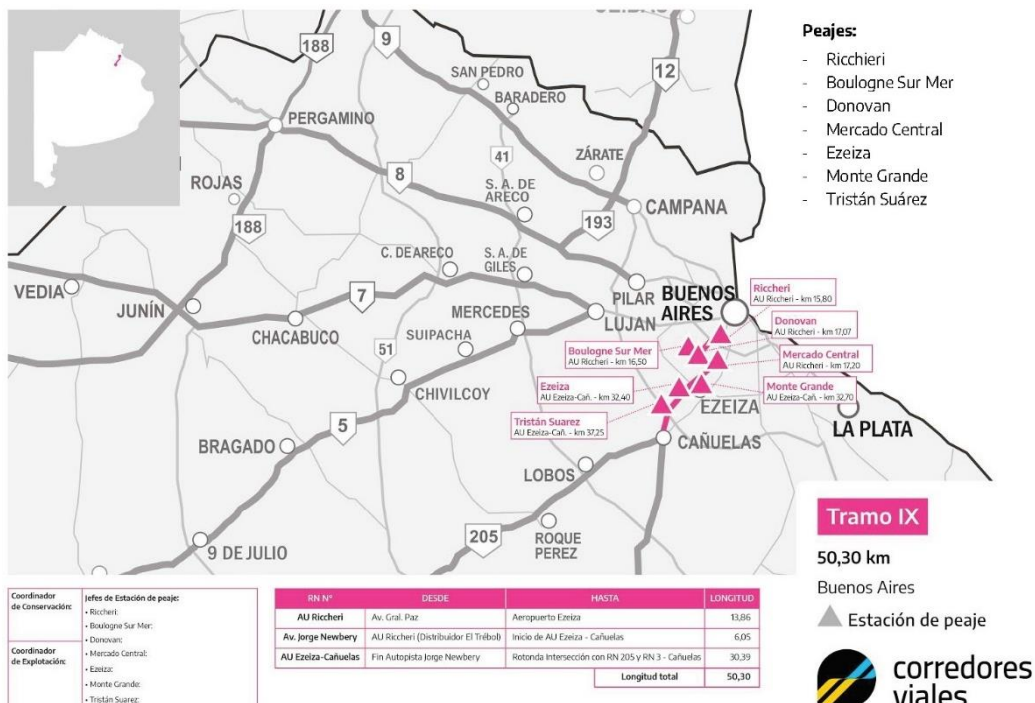 188
9
12
SAN PEDRO
BARADERO
PERGAMINO
41
ZÁRATE
8
ROJAS
S. A. DE
ARECO
193
CAMPANA
188
C. DE ARECO
S. A. DE
GILES
VEDIA
7
PILAR
BUENOS
AIRES
JUNÍN
MERCEDES
LUJAN
CHACABUCO
SUIPACHA
51
CHIVILCOY
EZEIZA
5
LA PLATA
BRAGADO
CAÑUELAS
LOBOS
205
ROQUE
PEREZ
9 DE JULIO
Riccheri
AU Riccheri - km 15,80
Donovan
AU Riccheri - km 17,07
Boulogne Sur Mer
AU Riccheri - km 16,50
Mercado Central
AU Riccheri - km 17,20
Ezeiza
AU Ezeiza-Cañ. - km 32,40
Monte Grande
AU Ezeiza-Cañ. - km 32,70
Tristán Suarez
AU Ezeiza-Cañ. - km 37,25
Peajes:
- Ricchieri
- Boulogne Sur Mer
- Donovan
- Mercado Central
- Ezeiza
- Monte Grande
- Tristán Suárez
Tramo IX
50,30 km
Buenos Aires
Estación de peaje
Coordinador
de Conservación:
Coordinador
de Explotación:
Jefes de Estación de peaje:
• Riccheri:
• Boulogne Sur Mer:
• Donovan:
• Mercado Central:
• Ezeiza:
• Monte Grande:
• Tristán Suarez:
RN N° DESDE HASTA LONGITUD
AU Riccheri Av. Gral. Paz Aeropuerto Ezeiza 13,86
Av. Jorge Newbery AU Riccheri (Distribuidor El Trébol) Inicio de AU Ezeiza - Cañuelas 6,05
AU Ezeiza-Cañuelas Fin Autopista Jorge Newbery Rotonda Intersección con RN 205 y RN 3 - Cañuelas 30,39
Longitud total 50,30
corredores
viales